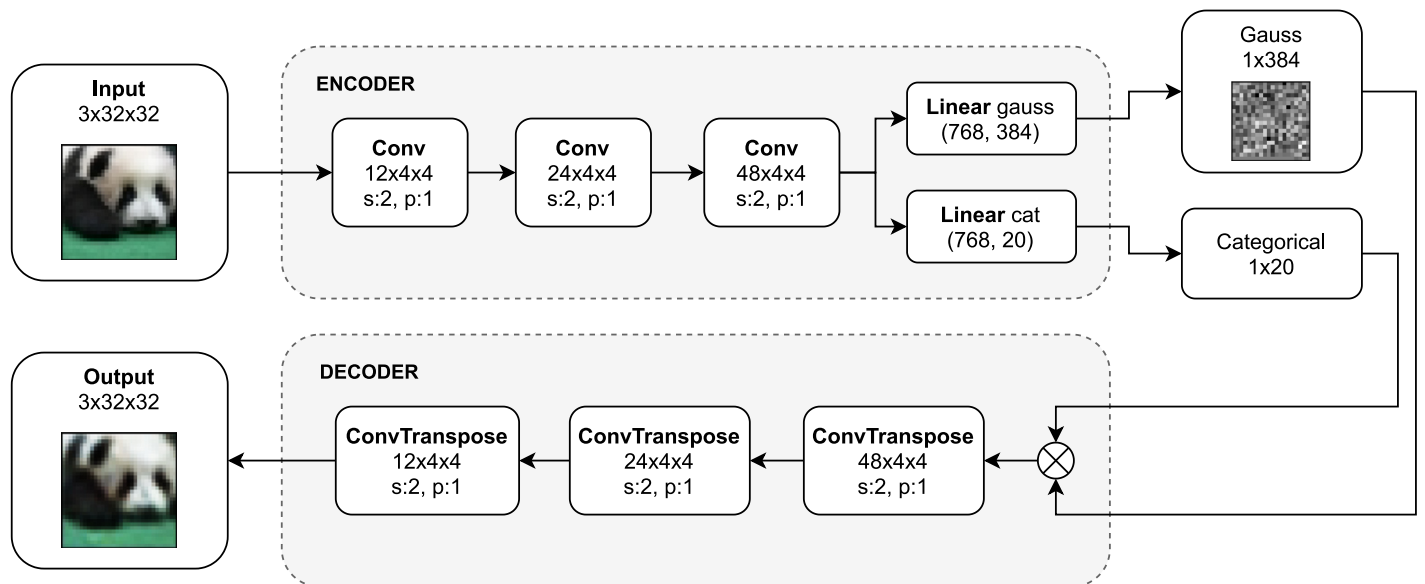 Input
3x32x32
ENCODER
Conv
12x4x4
s:2, p:1
Conv
24x4x4
s:2, p:1
Conv
48x4x4
s:2, p:1
Linear gauss
(768, 384)
Linear cat
(768, 20)
Gauss
1x384
Categorical
1x20
Output
3x32x32
DECODER
ConvTranspose
12x4x4
s:2, p:1
ConvTranspose
24x4x4
s:2, p:1
ConvTranspose
48x4x4
s:2, p:1